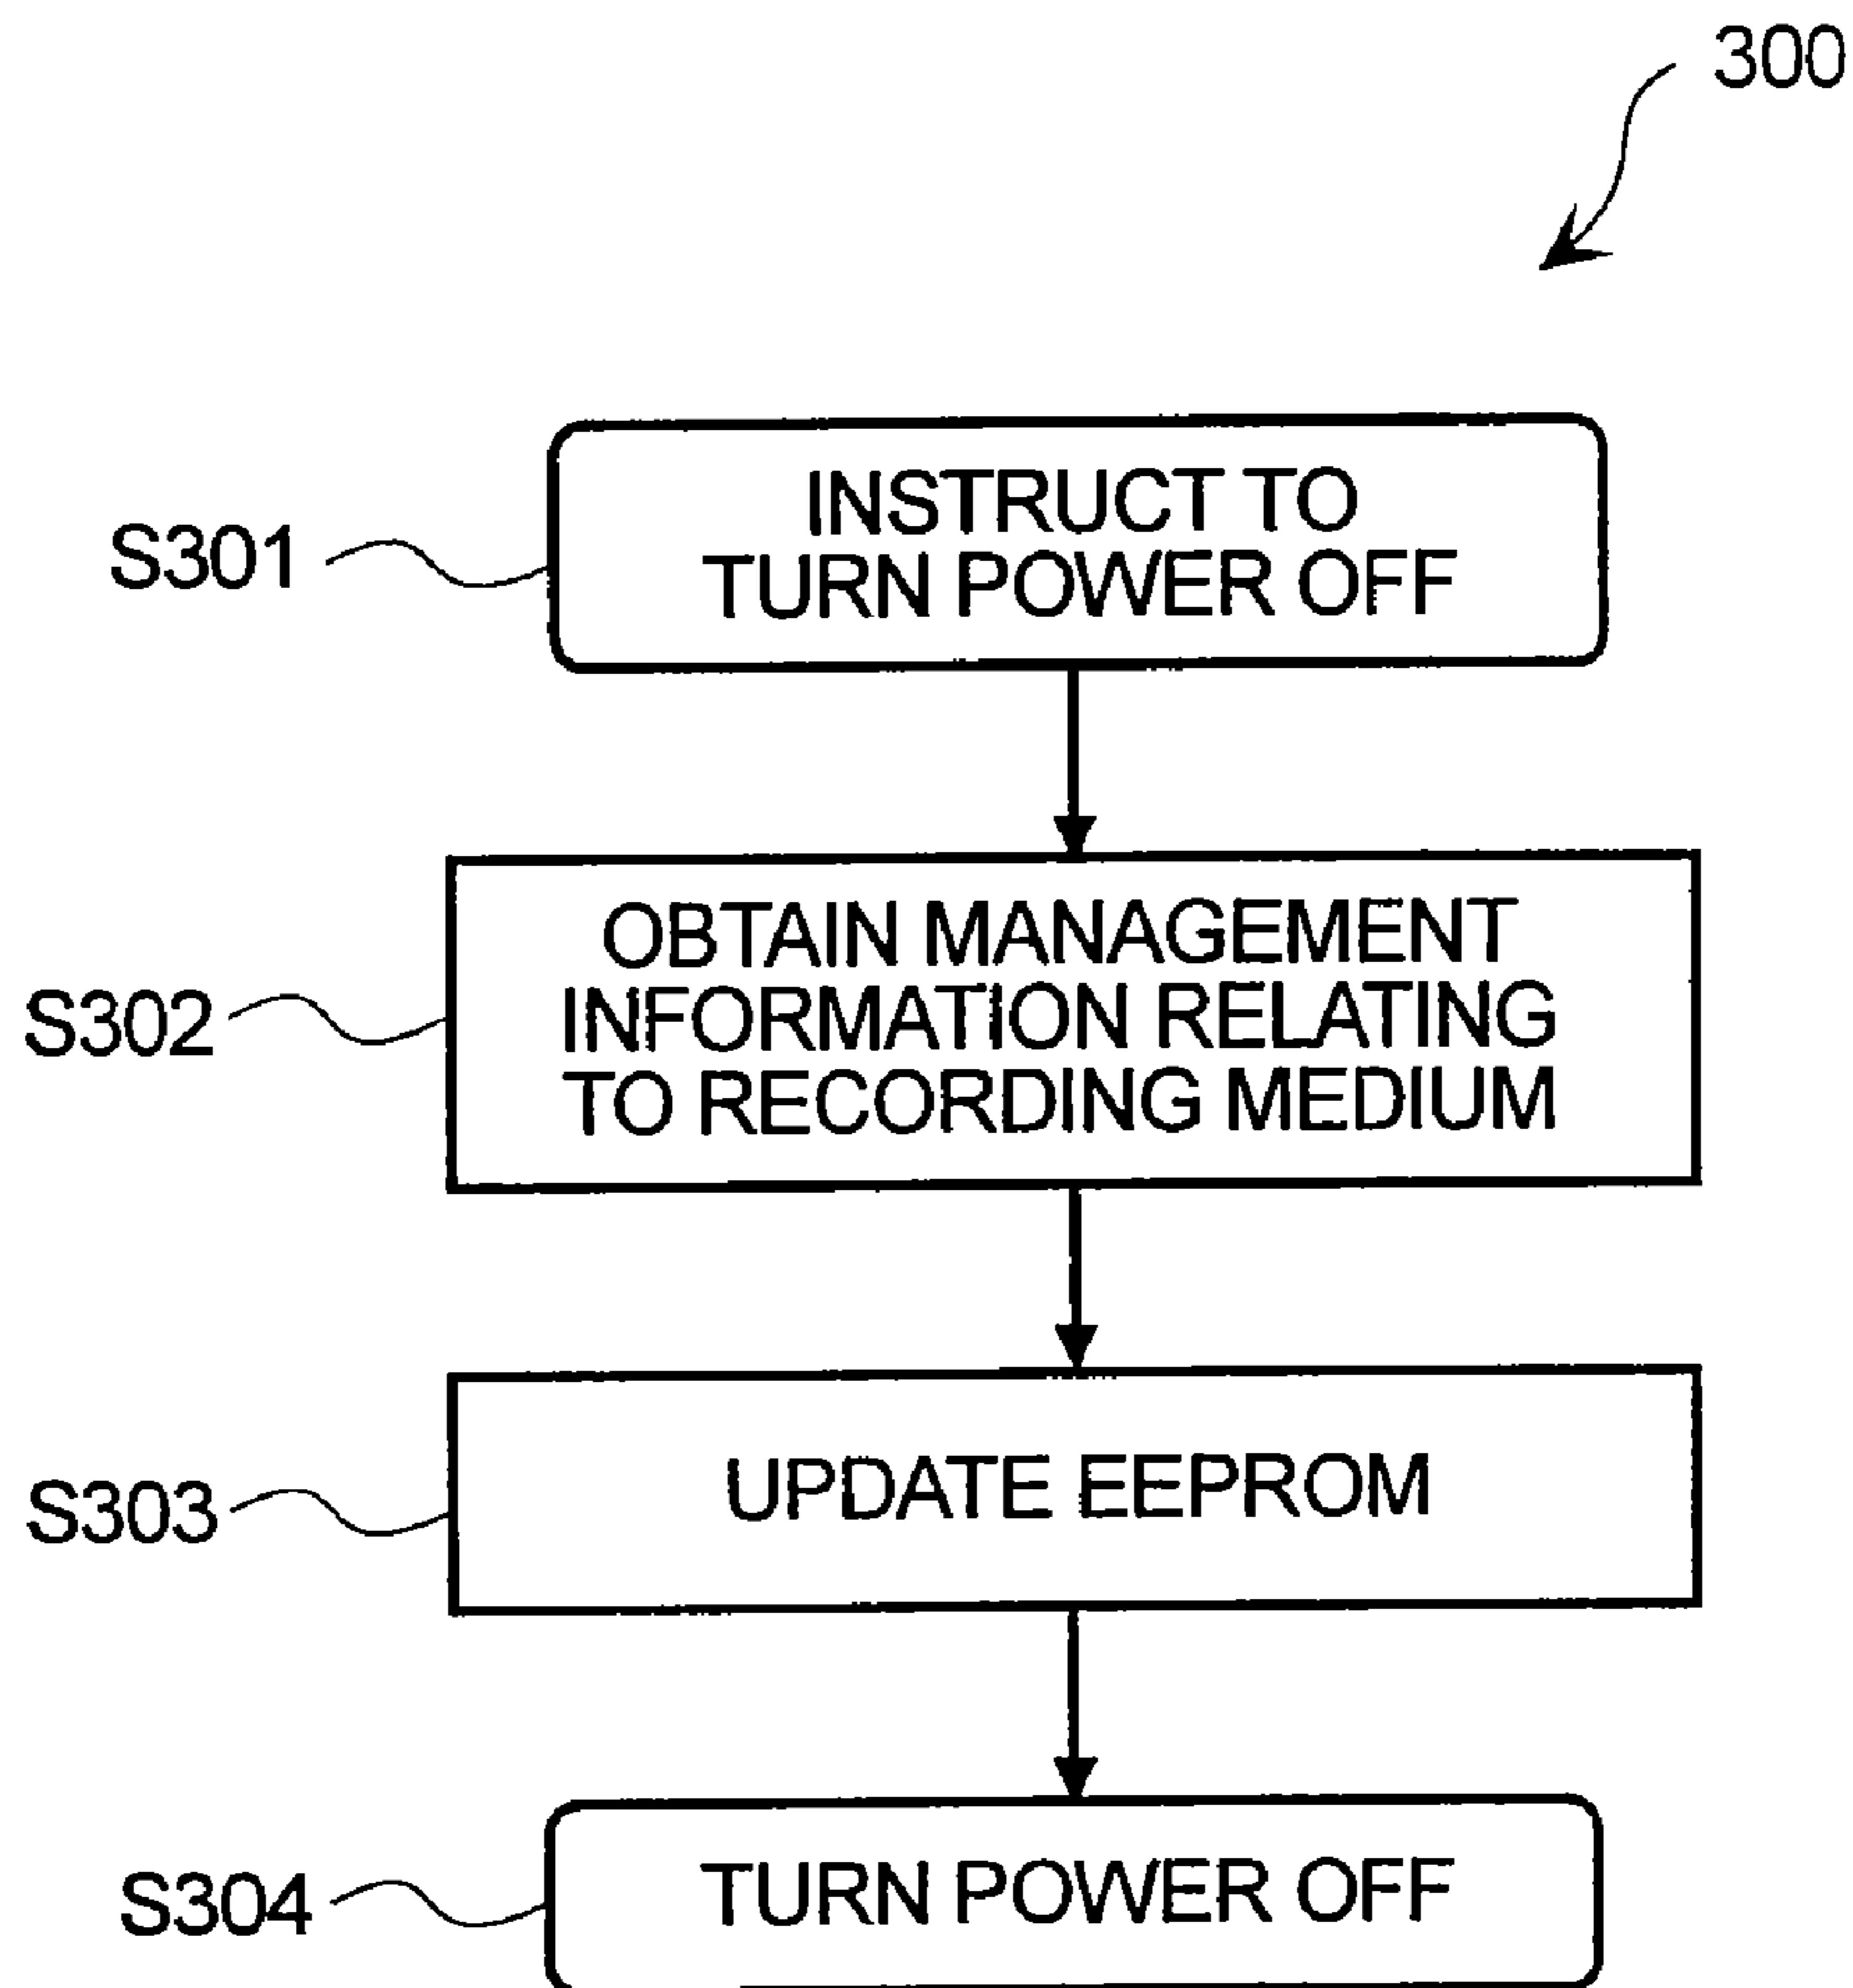 300
S301
INSTRUCT TO
TURN POWER OFF
S302
OBTAIN MANAGEMENT
INFORMATION RELATING
TO RECORDING MEDIUM
S303
UPDATE EEPROM
S304
TURN POWER OFF